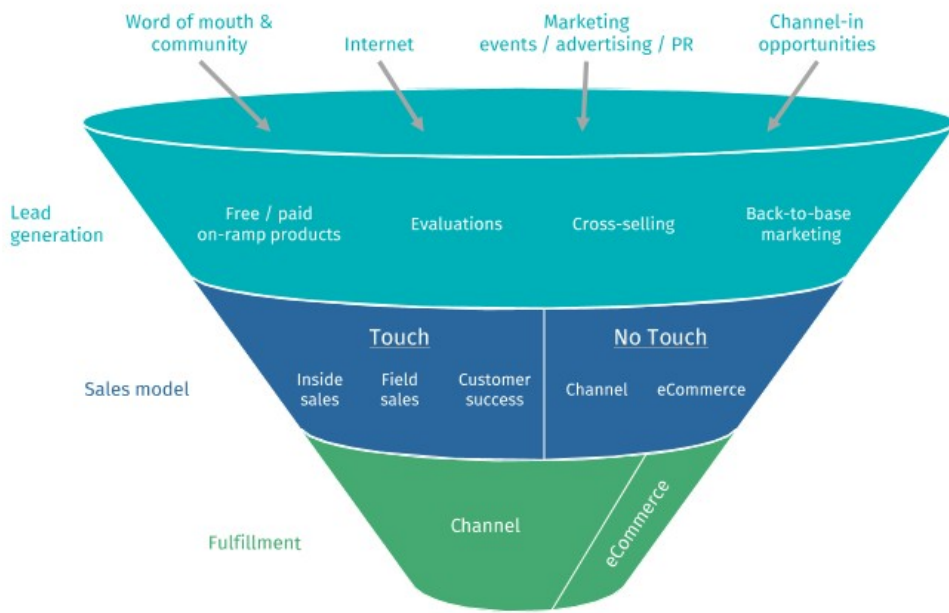 Word of mouth &
community
Internet
Marketing
events / advertising / PR
Channel-in
opportunities
Lead
generation
Free / paid
on-ramp products
Evaluations
Cross-selling
Back-to-base
marketing
Sales model
Touch
Inside
sales
Field
sales
Customer
success
No Touch
Channel
eCommerce
Fulfillment
Channel
eCommerce